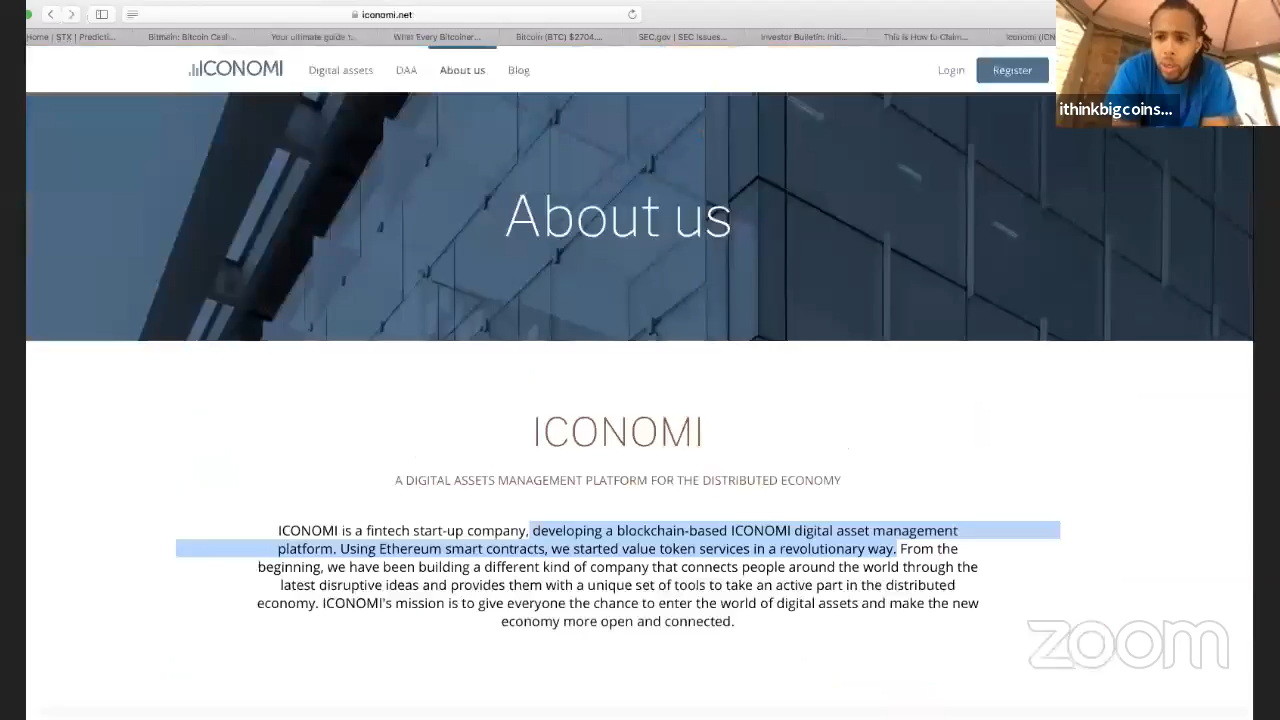 iconomi.net
Home | STX | Predicti...
Bitmain: Bitcoin Cash...
Your ultimate guide t...
What Every Bitcoiner...
Bitcoin (BTC) $2704....
SEC.gov | SEC Issues...
Investor Bulletin: Initi...
This is How to Claim...
Iconomi (ICN
ICONOMI
Digital assets
DAA
About us
Blog
Login
Register
ithinkbigcoins...
About us
ICONOMI
A DIGITAL ASSETS MANAGEMENT PLATFORM FOR THE DISTRIBUTED ECONOMY
ICONOMI is a fintech start-up company, developing a blockchain-based ICONOMI digital asset management
platform. Using Ethereum smart contracts, we started value token services in a revolutionary way. From the
beginning, we have been building a different kind of company that connects people around the world through the
latest disruptive ideas and provides them with a unique set of tools to take an active part in the distributed
economy. ICONOMI's mission is to give everyone the chance to enter the world of digital assets and make the new
economy more open and connected.
zoom